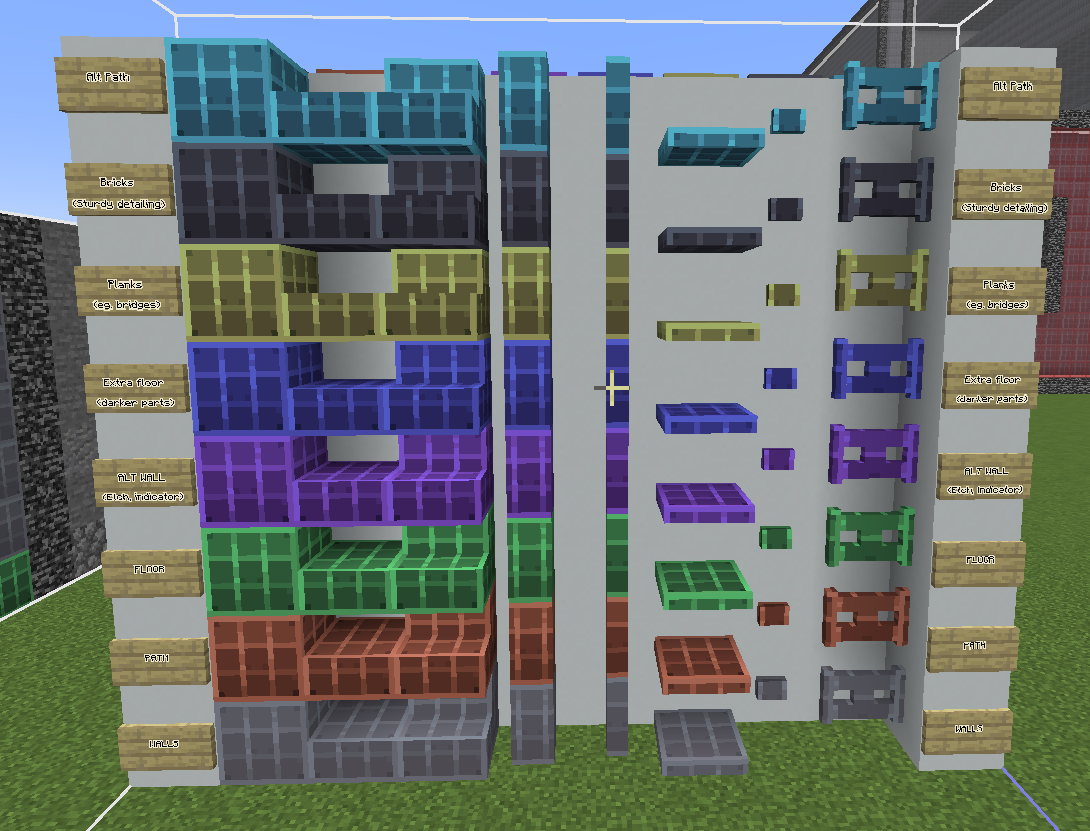 Alt Path
Bricks
(Sturdy detailing)
Planks
(eg. bridges)
Extra floor
(darker parts)
ALT WALL
(Etch, indicator)
FLOOR
PATH
WALLS
Alt Path
Bricks
(Sturdy detailing)
Planks
(eg. bridges)
Extra floor
(darker parts)
ALT WALL
(Etch, indicator)
FLOOR
PATH
WALLS